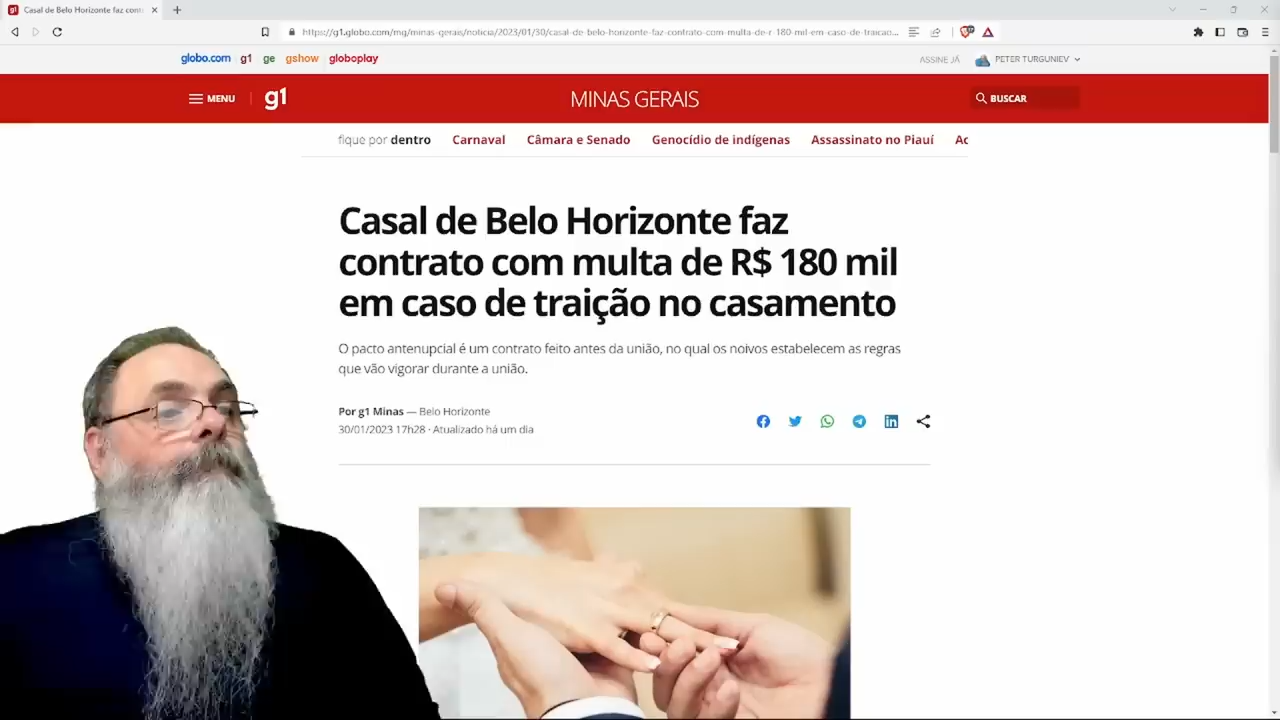 Casal de Belo Horizonte faz cont
https://g1.globo.com/mg/minas-gerais/noticia/2023/01/30/casal-de-belo-horizonte-faz-contrato-com-multa-de-r-180-mil-em-caso-de-traicao...
globo.com g1 ge gshow globoplay
ASSINE JÁ PETER TURGUNIEV
MENU g1 MINAS GERAIS BUSCAR
fique por dentro Carnaval Câmara e Senado Genocídio de indígenas Assassinato no Piauí Ac
Casal de Belo Horizonte faz
contrato com multa de R$ 180 mil
em caso de traição no casamento
O pacto antenupcial é um contrato feito antes da união, no qual os noivos estabelecem as regras
que vão vigorar durante a união.
Por g1 Minas — Belo Horizonte
30/01/2023 17h28 · Atualizado há um dia